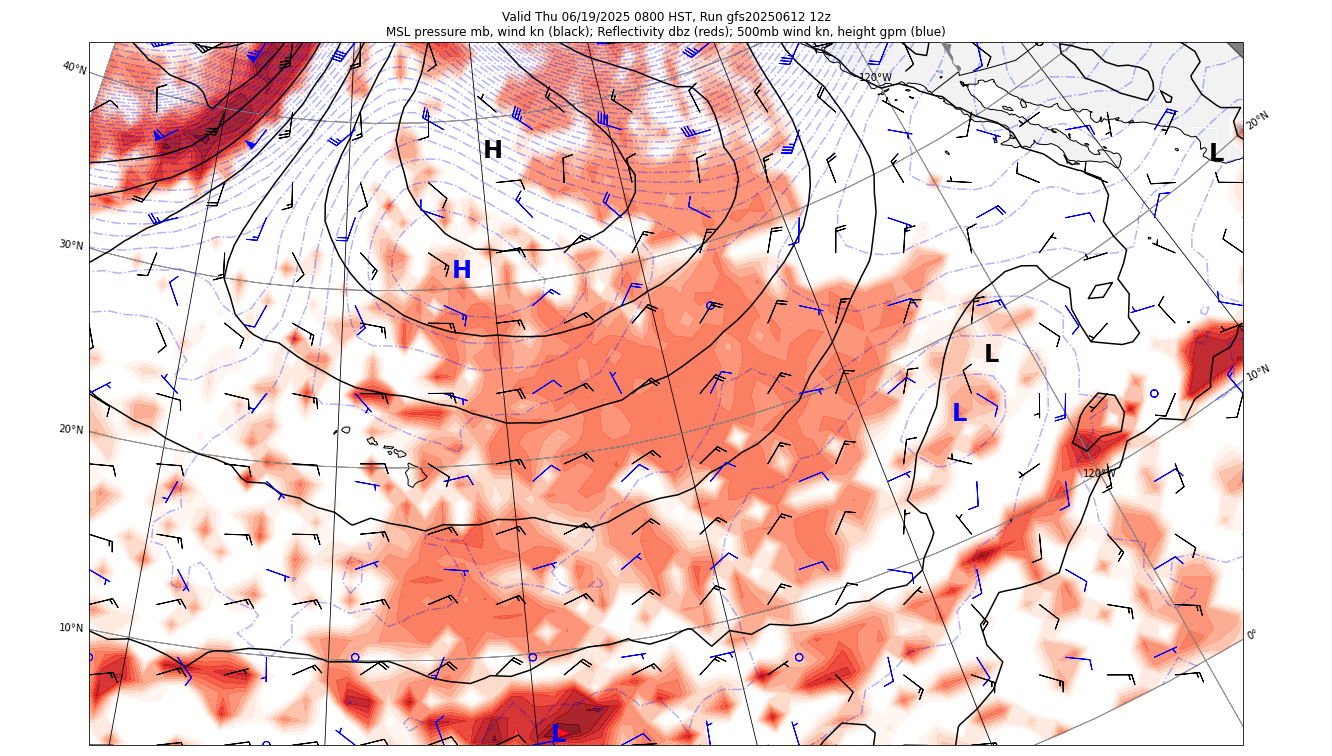 Valid Thu 06/19/2025 0800 HST, Run gfs20250612 12z
MSL pressure mb, wind kn (black); Reflectivity dbz (reds); 500mb wind kn, height gpm (blue)
40°N
120°W
20°N
H
L
30°N
H
L
10°N
20°N
L
120°W
10°N
0°
L